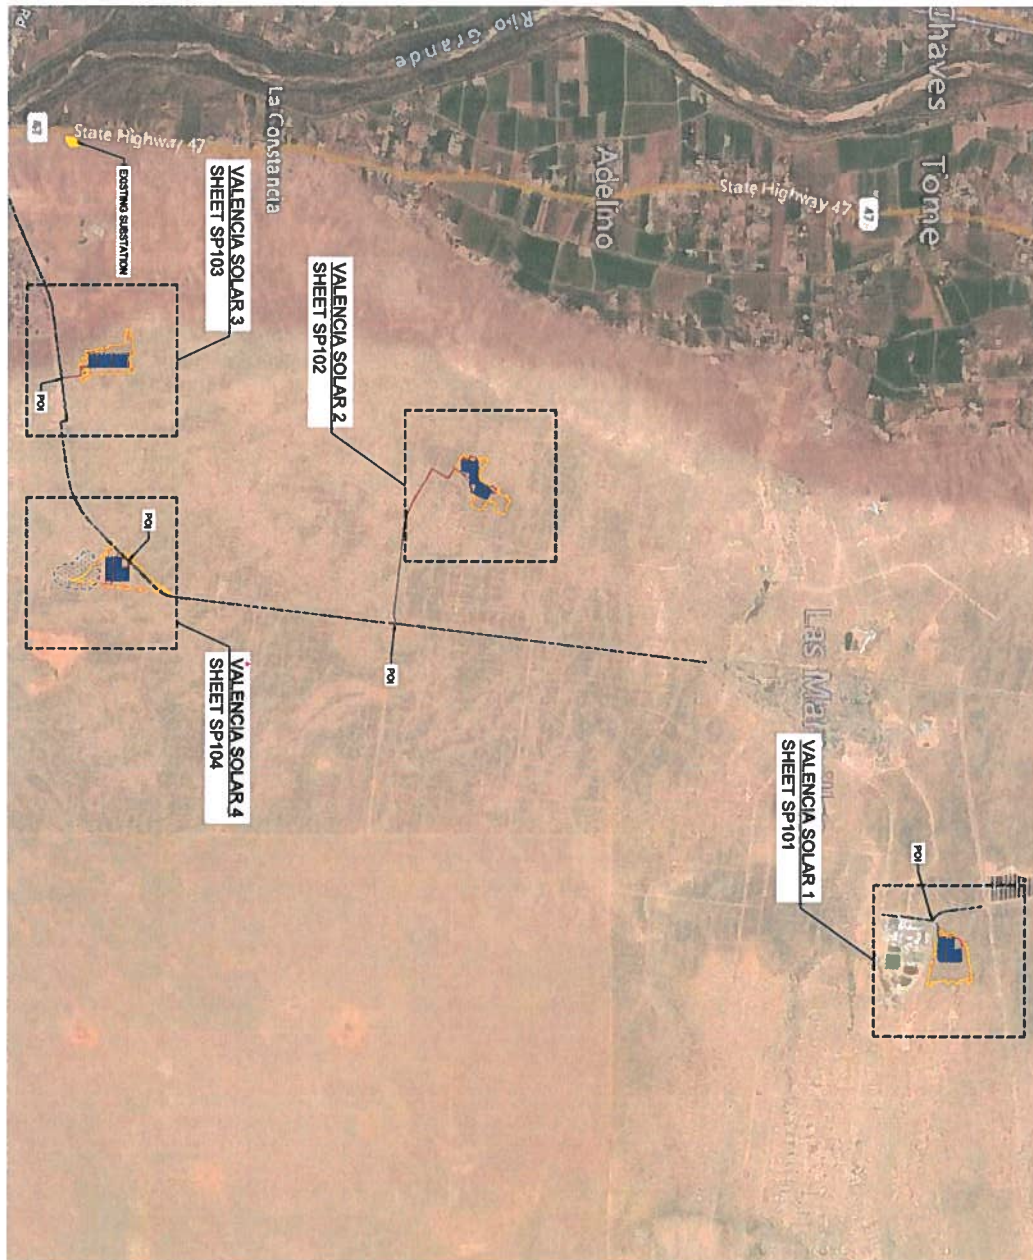 Rio Grande
Chaves
Tome
State Highway 47
47
Adelino
La Constancia
State Highway 47
47
Rd
EXISTING SUBSTATION
VALENCIA SOLAR 3
SHEET SP103
POI
VALENCIA SOLAR 2
SHEET SP102
POI
VALENCIA SOLAR 4
SHEET SP104
POI
Las
VALENCIA SOLAR 1
SHEET SP101
POI